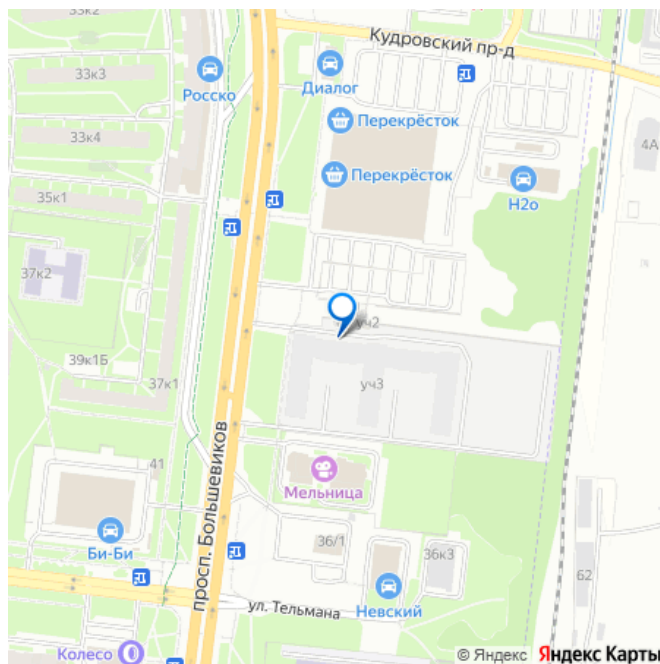 33к2
Кудровский пр-д
33к3
Росско
Диалог
Перекрёсток
33к4
4А
Перекрёсток
35к1
Н2о
37к2
уч2
39к1Б
37к1
уч3
просп. Большевиков
41
Мельница
Би-Би
36/1
36к3
62
ул. Тельмана
Невский
Колесо
© Яндекс Яндекс Карты